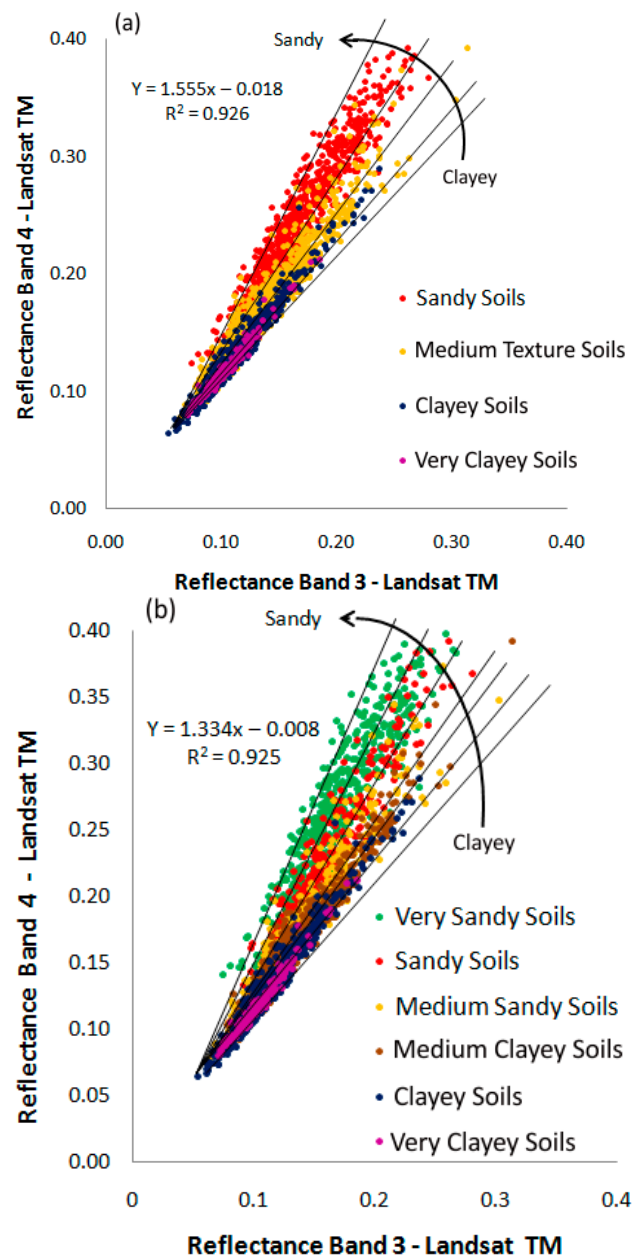 (a)
Sandy
0.40
Y = 1.555x – 0.018
R² = 0.926
0.30
Clayey
Reflectance Band 4 - Landsat TM
0.20
Sandy Soils
Medium Texture Soils
0.10
Clayey Soils
Very Clayey Soils
0.00
0.00 0.10 0.20 0.30 0.40
Reflectance Band 3 - Landsat TM
(b)
Sandy
0.40
0.35
Y = 1.334x – 0.008
R² = 0.925
0.30
0.25
Clayey
Reflectance Band 4 - Landsat TM
0.20
Very Sandy Soils
Sandy Soils
0.15
Medium Sandy Soils
0.10
Medium Clayey Soils
0.05
Clayey Soils
Very Clayey Soils
0.00
0 0.1 0.2 0.3 0.4
Reflectance Band 3 - Landsat TM